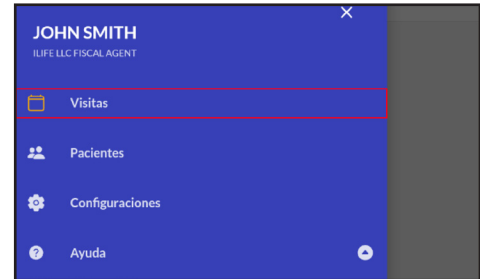 JOHN SMITH
ILIFE LLC FISCAL AGENT
Visitas
Pacientes
Configuraciones
Ayuda